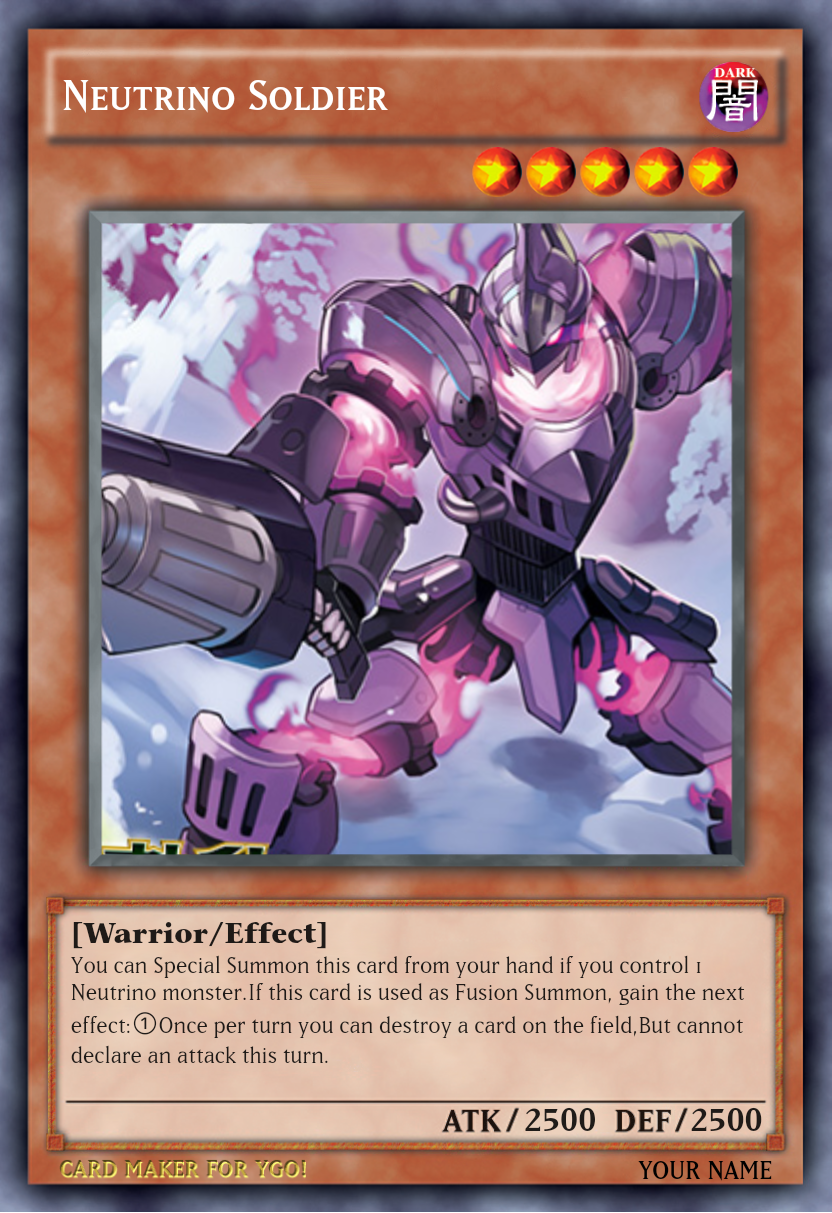 Neutrino Soldier
DARK
闇
[Warrior/Effect]
You can Special Summon this card from your hand if you control 1
Neutrino monster.If this card is used as Fusion Summon, gain the next
effect:①Once per turn you can destroy a card on the field,But cannot
declare an attack this turn.
ATK/2500 DEF/2500
CARD MAKER FOR YGO! YOUR NAME